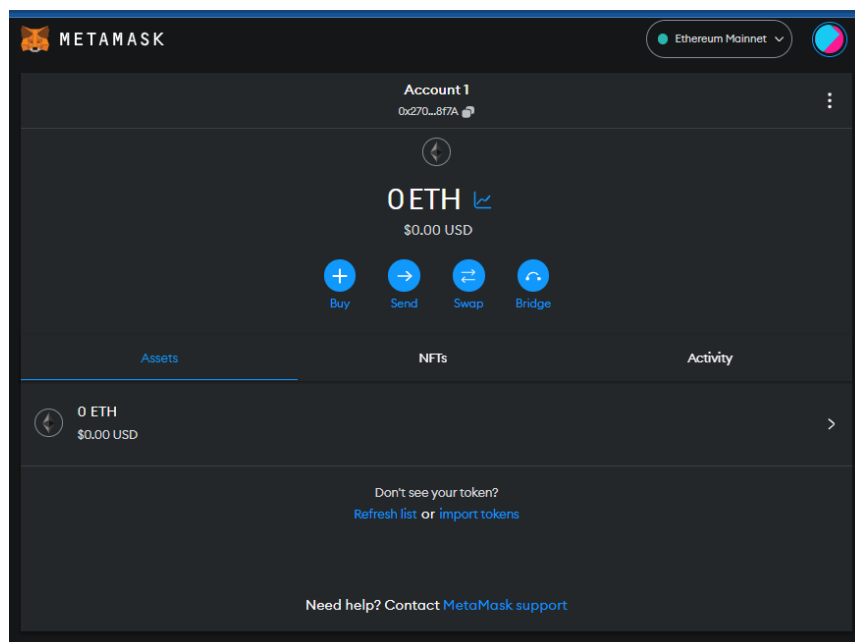 METAMASK
Ethereum Mainnet
Account 1
0x270...8f7A
0 ETH
$0.00 USD
Buy Send Swap Bridge
Assets NFTs Activity
0 ETH
$0.00 USD
Don't see your token?
Refresh list or import tokens
Need help? Contact MetaMask support